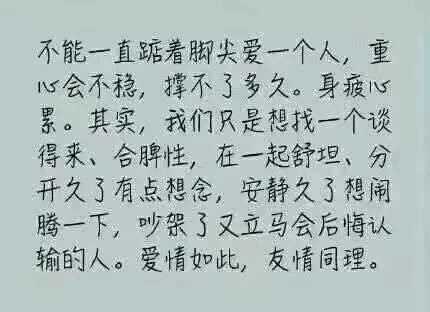 不能一直踮着脚尖爱一个人，重
心会不稳，撑不了多久。身疲心
累。其实，我们只是想找一个谈
得来、合脾性，在一起舒坦、分
开久了有点想念，安静久了想闹
腾一下，吵架了又立马会后悔认
输的人。爱情如此，友情同理。